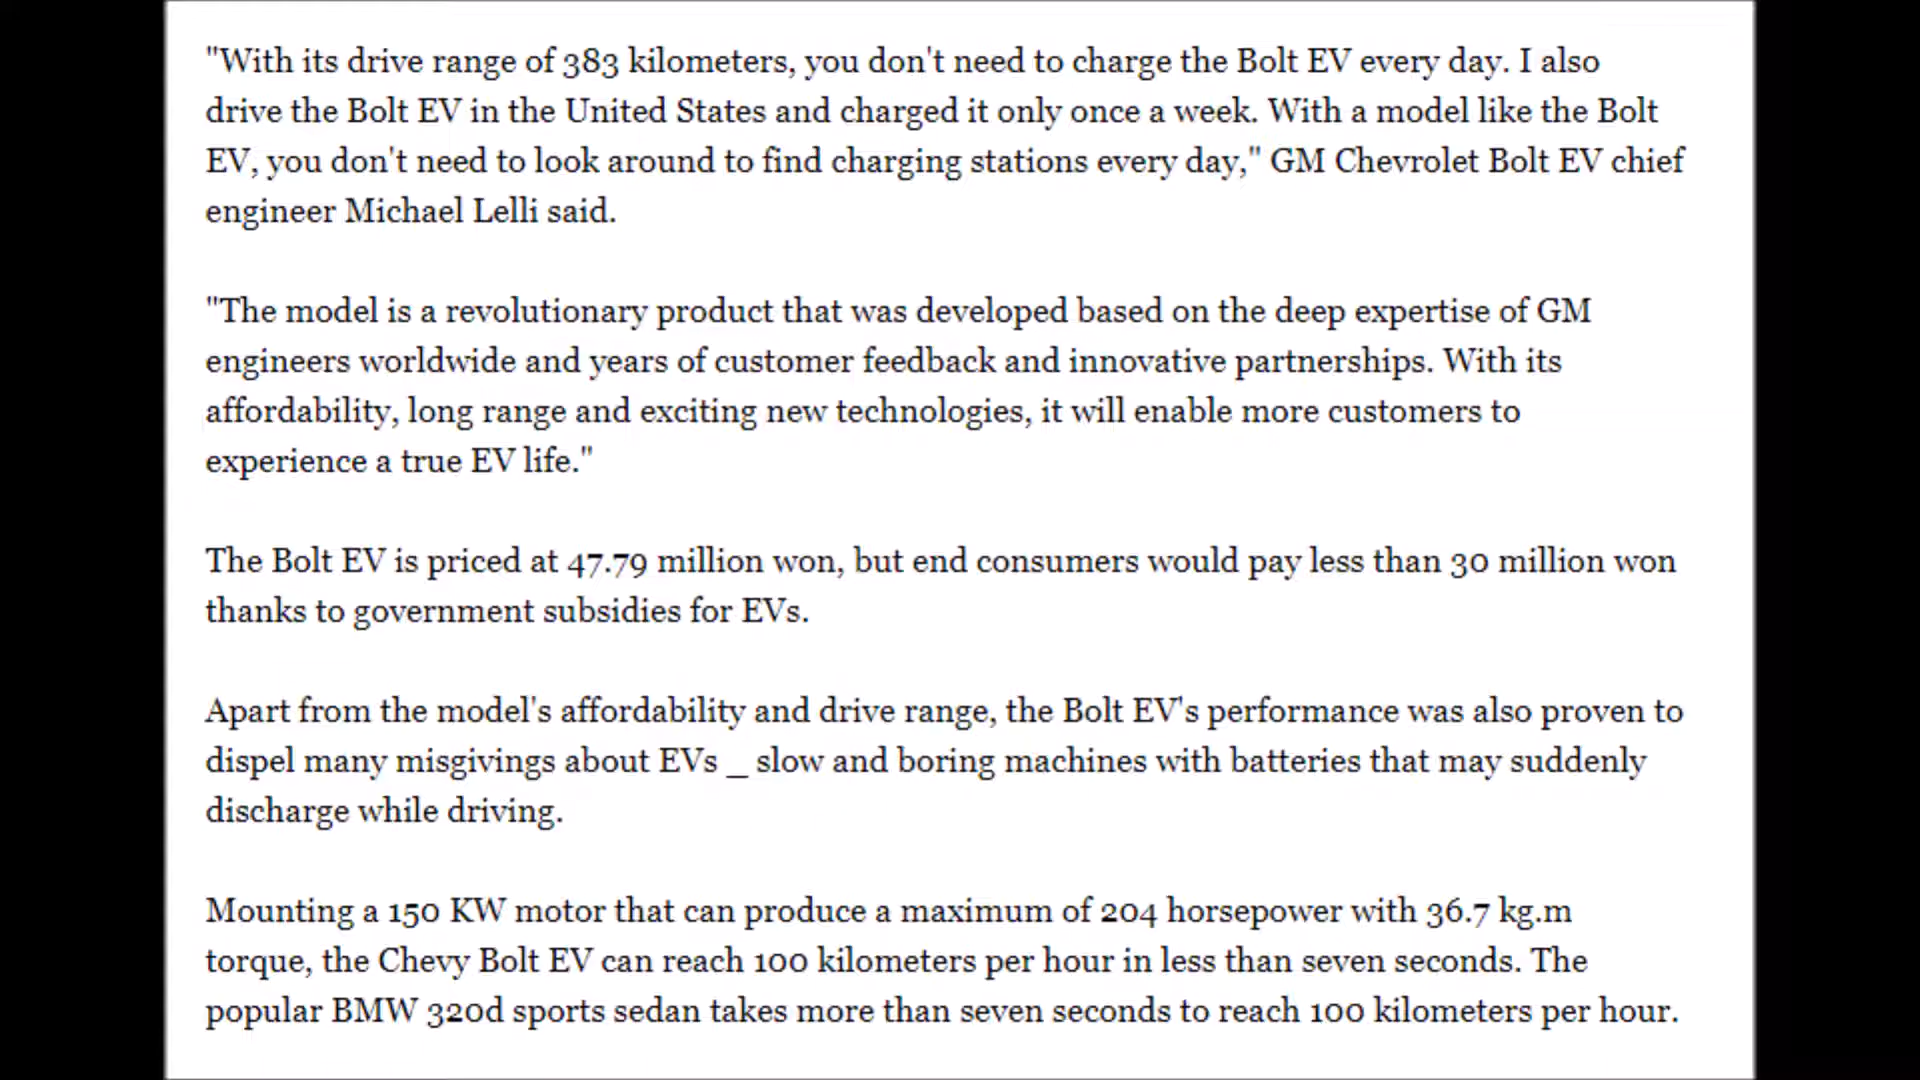 "With its drive range of 383 kilometers, you don't need to charge the Bolt EV every day. I also
drive the Bolt EV in the United States and charged it only once a week. With a model like the Bolt
EV, you don't need to look around to find charging stations every day," GM Chevrolet Bolt EV chief
engineer Michael Lelli said.
"The model is a revolutionary product that was developed based on the deep expertise of GM
engineers worldwide and years of customer feedback and innovative partnerships. With its
affordability, long range and exciting new technologies, it will enable more customers to
experience a true EV life."
The Bolt EV is priced at 47.79 million won, but end consumers would pay less than 30 million won
thanks to government subsidies for EVs.
Apart from the model's affordability and drive range, the Bolt EV's performance was also proven to
dispel many misgivings about EVs _ slow and boring machines with batteries that may suddenly
discharge while driving.
Mounting a 150 KW motor that can produce a maximum of 204 horsepower with 36.7 kg.m
torque, the Chevy Bolt EV can reach 100 kilometers per hour in less than seven seconds. The
popular BMW 320d sports sedan takes more than seven seconds to reach 100 kilometers per hour.